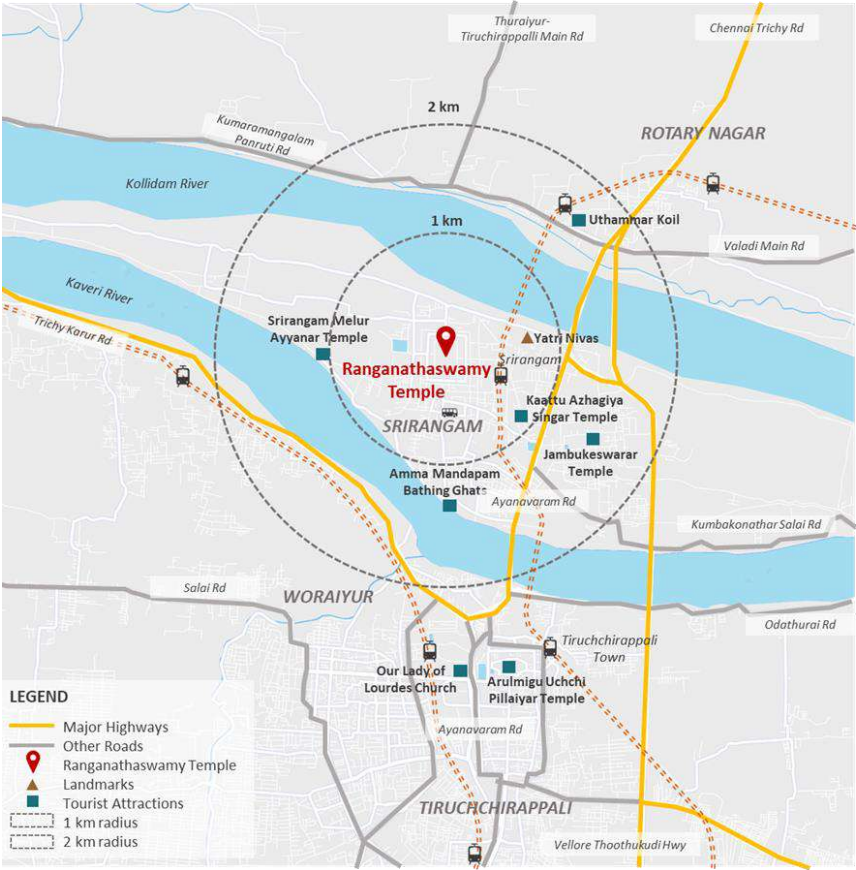 Thuraiyur-
Tiruchirappalli Main Rd
Chennai Trichy Rd
2 km
Kumaramangalam
Panruti Rd
ROTARY NAGAR
Kollidam River
1 km
Uthammar Koil
Valadi Main Rd
Kaveri River
Trichy Karur Rd
Srirangam Melur
Ayyanar Temple
Yatri Nivas
Srirangam
Ranganathaswamy
Temple
Kaattu Azhagiya
Singar Temple
SRIRANGAM
Jambukeswarar
Temple
Amma Mandapam
Bathing Ghats
Ayanavaram Rd
Kumbakonathar Salai Rd
Salai Rd
WORAIYUR
Odathurai Rd
Tiruchchirappali
Town
Our Lady of
Lourdes Church
Arulmigu Uchchi
Pillaiyar Temple
Ayanavaram Rd
TIRUCHCHIRAPPALI
Vellore Thoothukudi Hwy
LEGEND
Major Highways
Other Roads
Ranganathaswamy Temple
Landmarks
Tourist Attractions
1 km radius
2 km radius